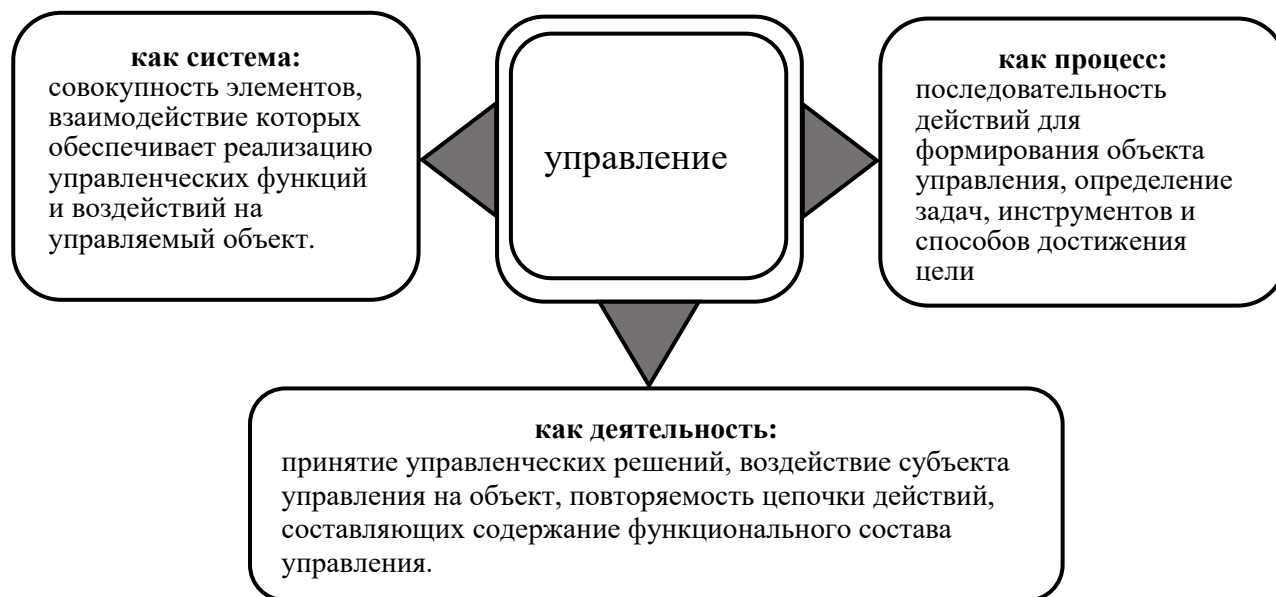 как система:
совокупность элементов,
взаимодействие которых
обеспечивает реализацию
управленческих функций
и воздействий на
управляемый объект.
управление
как процесс:
последовательность
действий для
формирования объекта
управления, определение
задач, инструментов и
способов достижения
цели
как деятельность:
принятие управленческих решений, воздействие субъекта
управления на объект, повторяемость цепочки действий,
составляющих содержание функционального состава
управления.